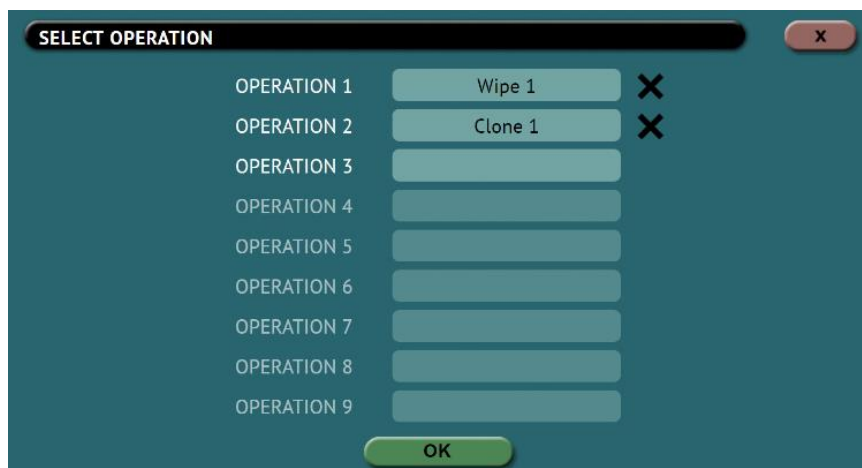 SELECT OPERATION X
OPERATION 1 Wipe 1
OPERATION 2 Clone 1
OPERATION 3
OPERATION 4
OPERATION 5
OPERATION 6
OPERATION 7
OPERATION 8
OPERATION 9
OK